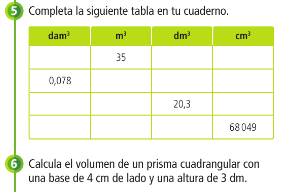 5 Completa la siguiente tabla en tu cuaderno.
dam³ m³ dm³ cm³
35
0,078
20,3
68 049
6 Calcula el volumen de un prisma cuadrangular con
una base de 4 cm de lado y una altura de 3 dm.